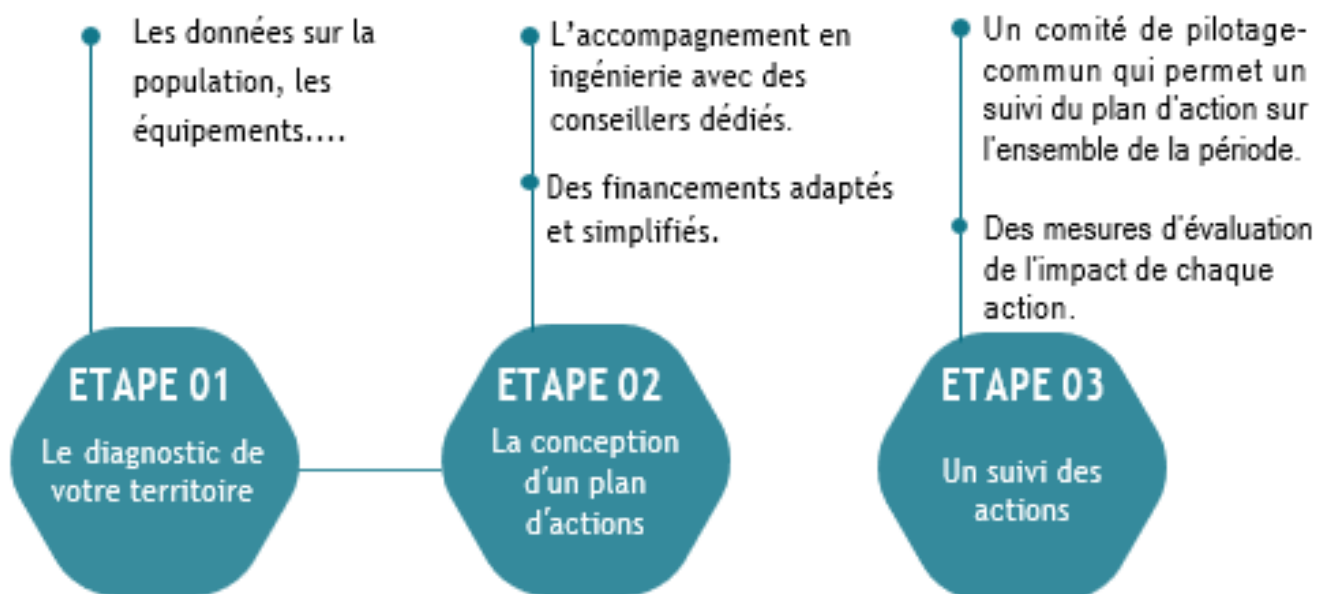 Les données sur la
population, les
équipements....
ETAPE 01
Le diagnostic de
votre territoire
L'accompagnement en
ingénierie avec des
conseillers dédiés.
Des financements adaptés
et simplifiés.
ETAPE 02
La conception
d'un plan
d'actions
Un comité de pilotage-
commun qui permet un
suivi du plan d'action sur
l'ensemble de la période.
Des mesures d'évaluation
de l'impact de chaque
action.
ETAPE 03
Un suivi des
actions